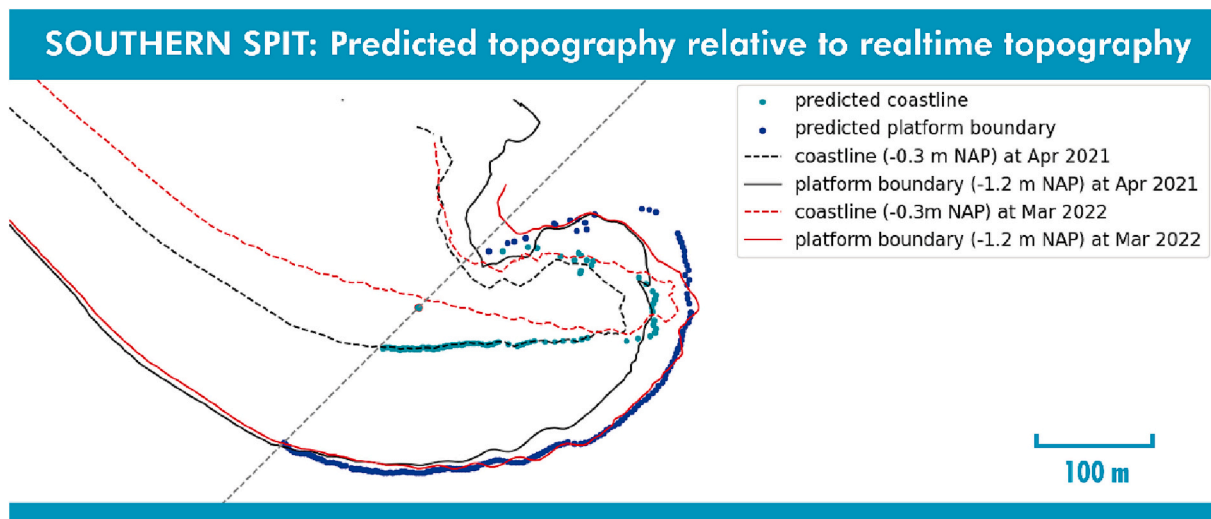 SOUTHERN SPIT: Predicted topography relative to realtime topography
predicted coastline
predicted platform boundary
coastline (-0.3 m NAP) at Apr 2021
platform boundary (-1.2 m NAP) at Apr 2021
coastline (-0.3m NAP) at Mar 2022
platform boundary (-1.2 m NAP) at Mar 2022
100 m